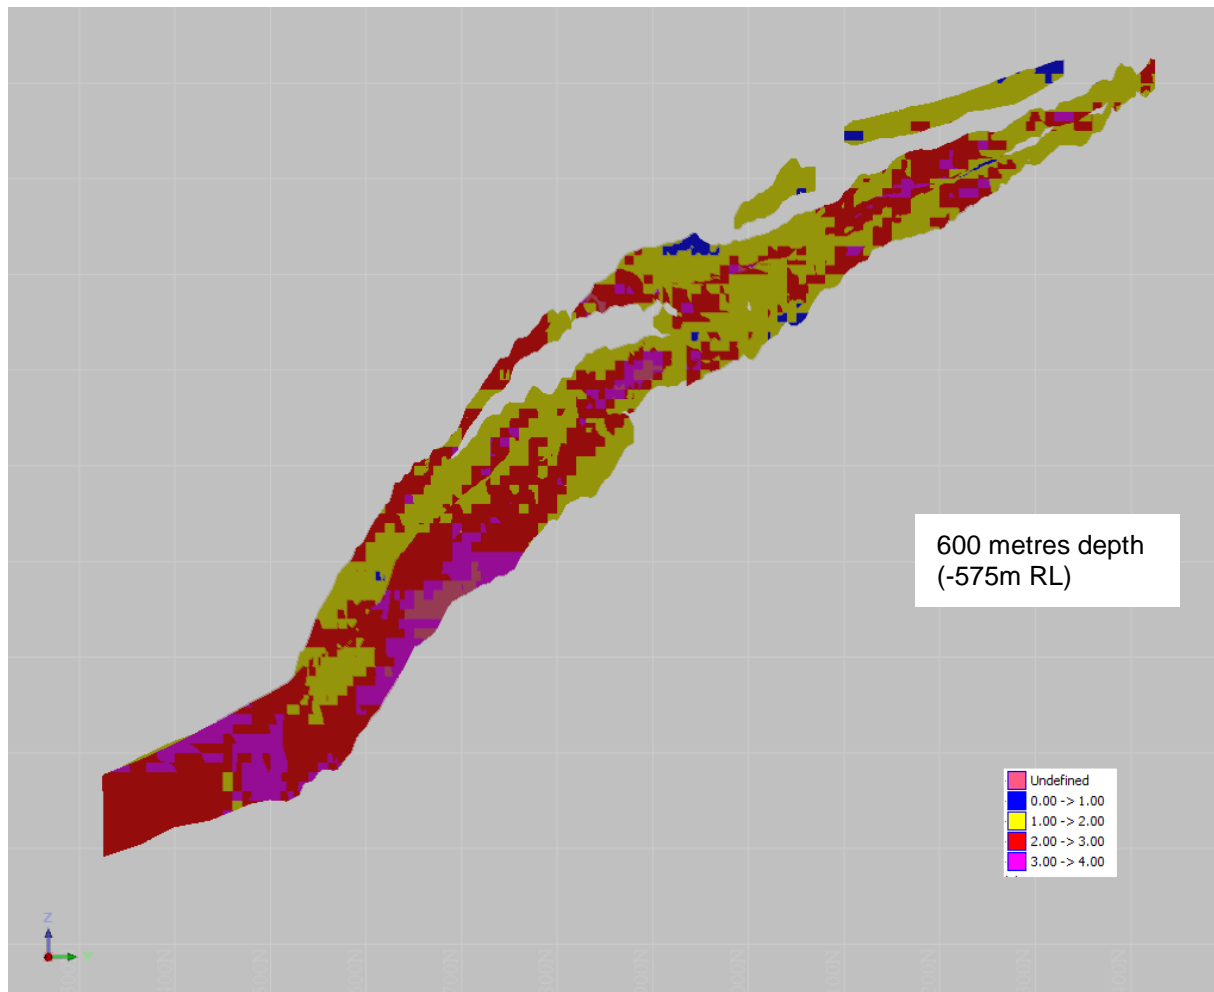 600 metres depth
(-575m RL)
Undefined
0.00 -> 1.00
1.00 -> 2.00
2.00 -> 3.00
3.00 -> 4.00
Z
Y